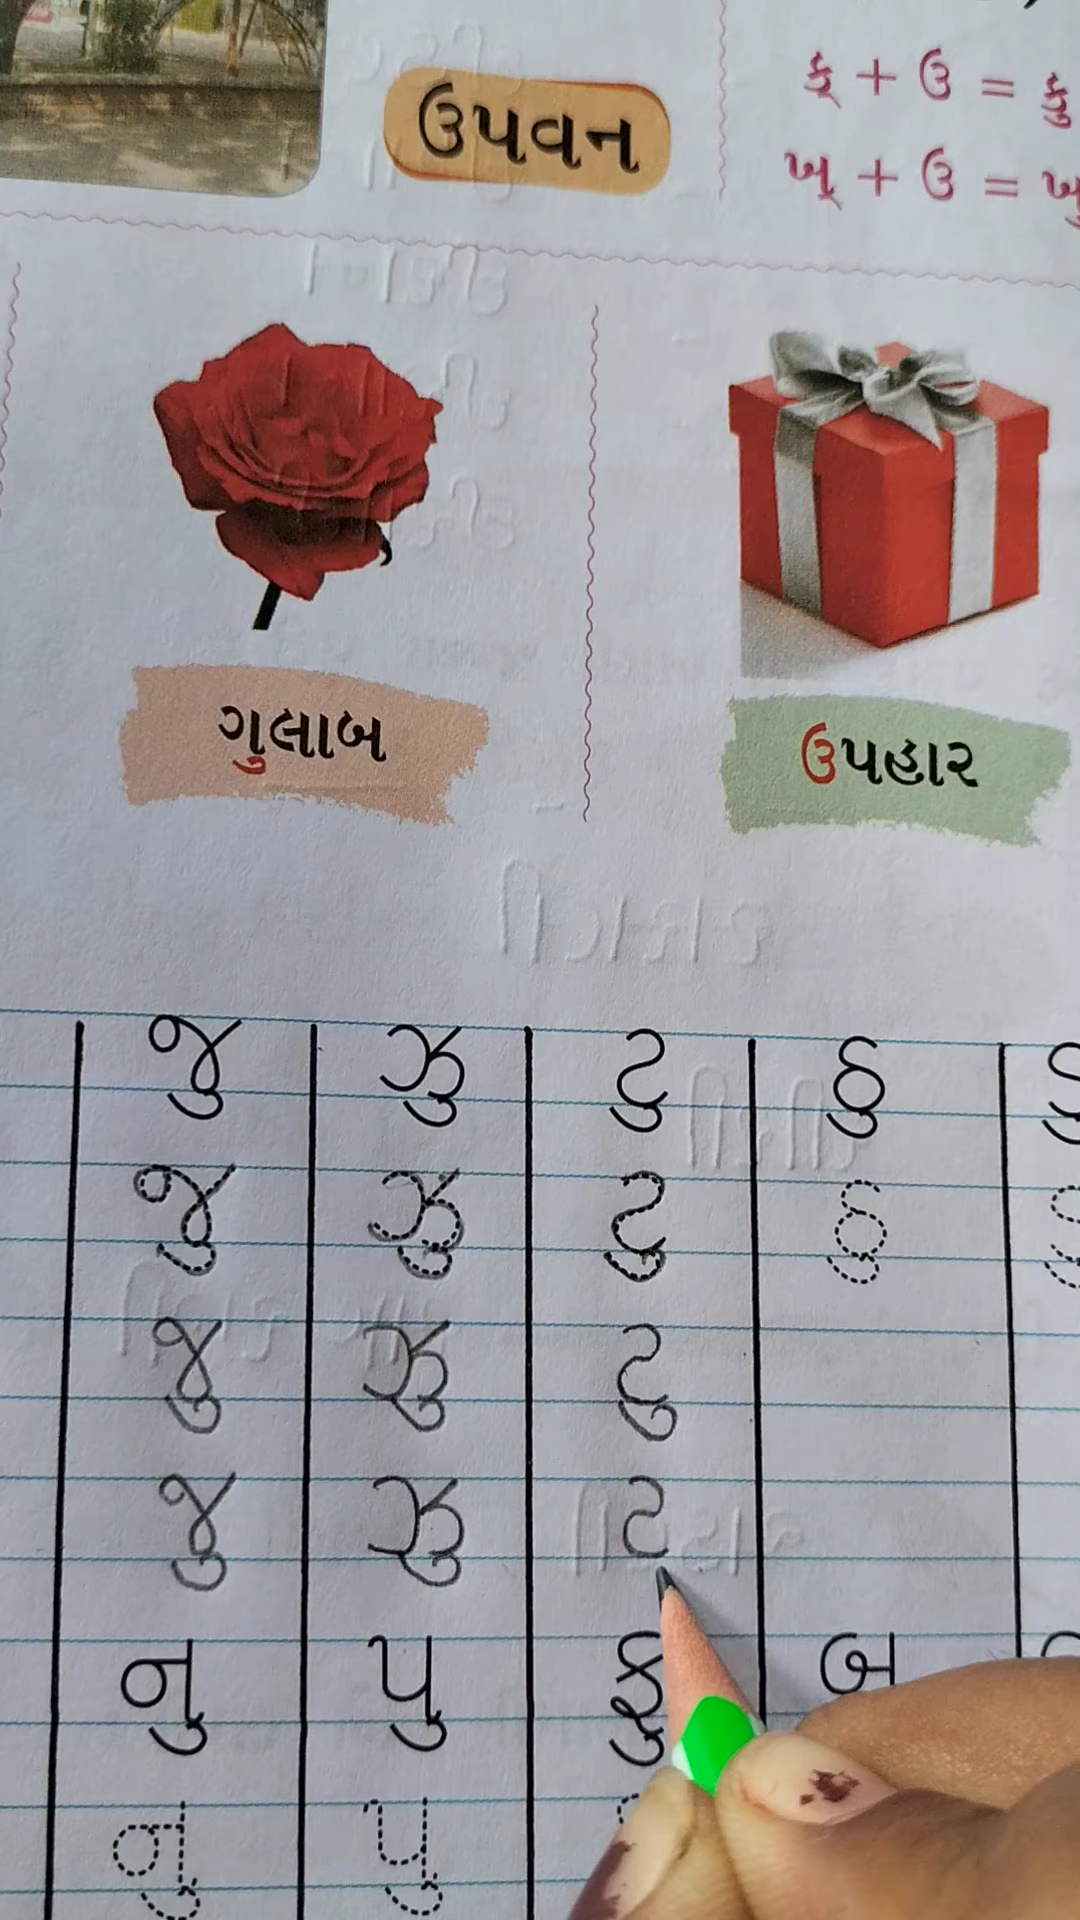 ઉપવન
ક્ + ઉ = કુ
ખ્ + ઉ = ખુ
ગુલાબ
ઉપહાર
જુ ઝુ ટુ ઠુ
જુ ઝુ ટુ ઠુ
જુ ઝુ ટુ
જુ ઝુ ટ
નુ પુ ફુ
નુ પુ